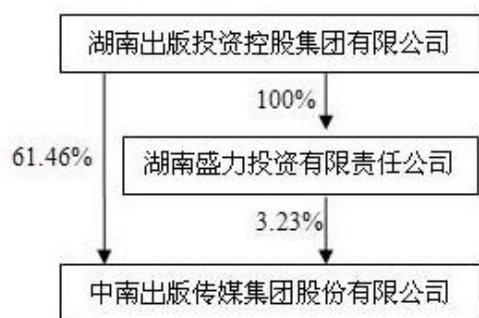 湖南出版投资控股集团有限公司
100%
61.46%
湖南盛力投资有限责任公司
3.23%
中南出版传媒集团股份有限公司